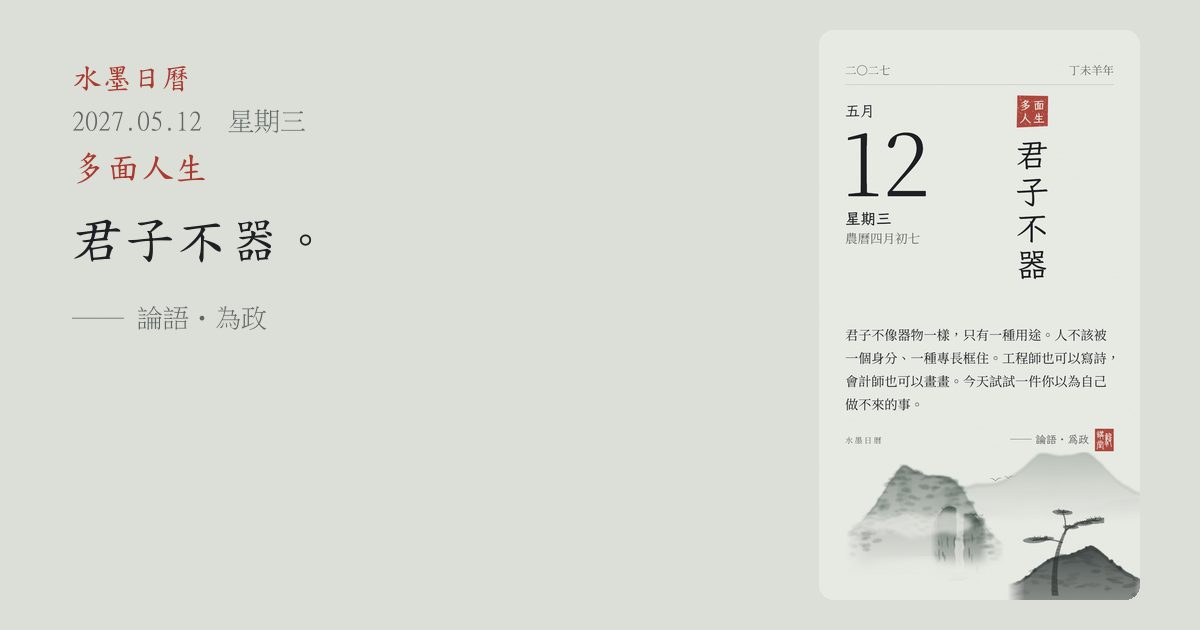 水墨日曆
2027.05.12 星期三
多面人生
君子不器。
—— 論語・為政
二〇二七
丁未羊年
五月
12
星期三
農曆四月初七
多面
人生
君子不器
君子不像器物一樣，只有一種用途。人不該被
一個身分、一種專長框住。工程師也可以寫詩，
會計師也可以畫畫。今天試試一件你以為自己
做不來的事。
水墨日曆
—— 論語・爲政